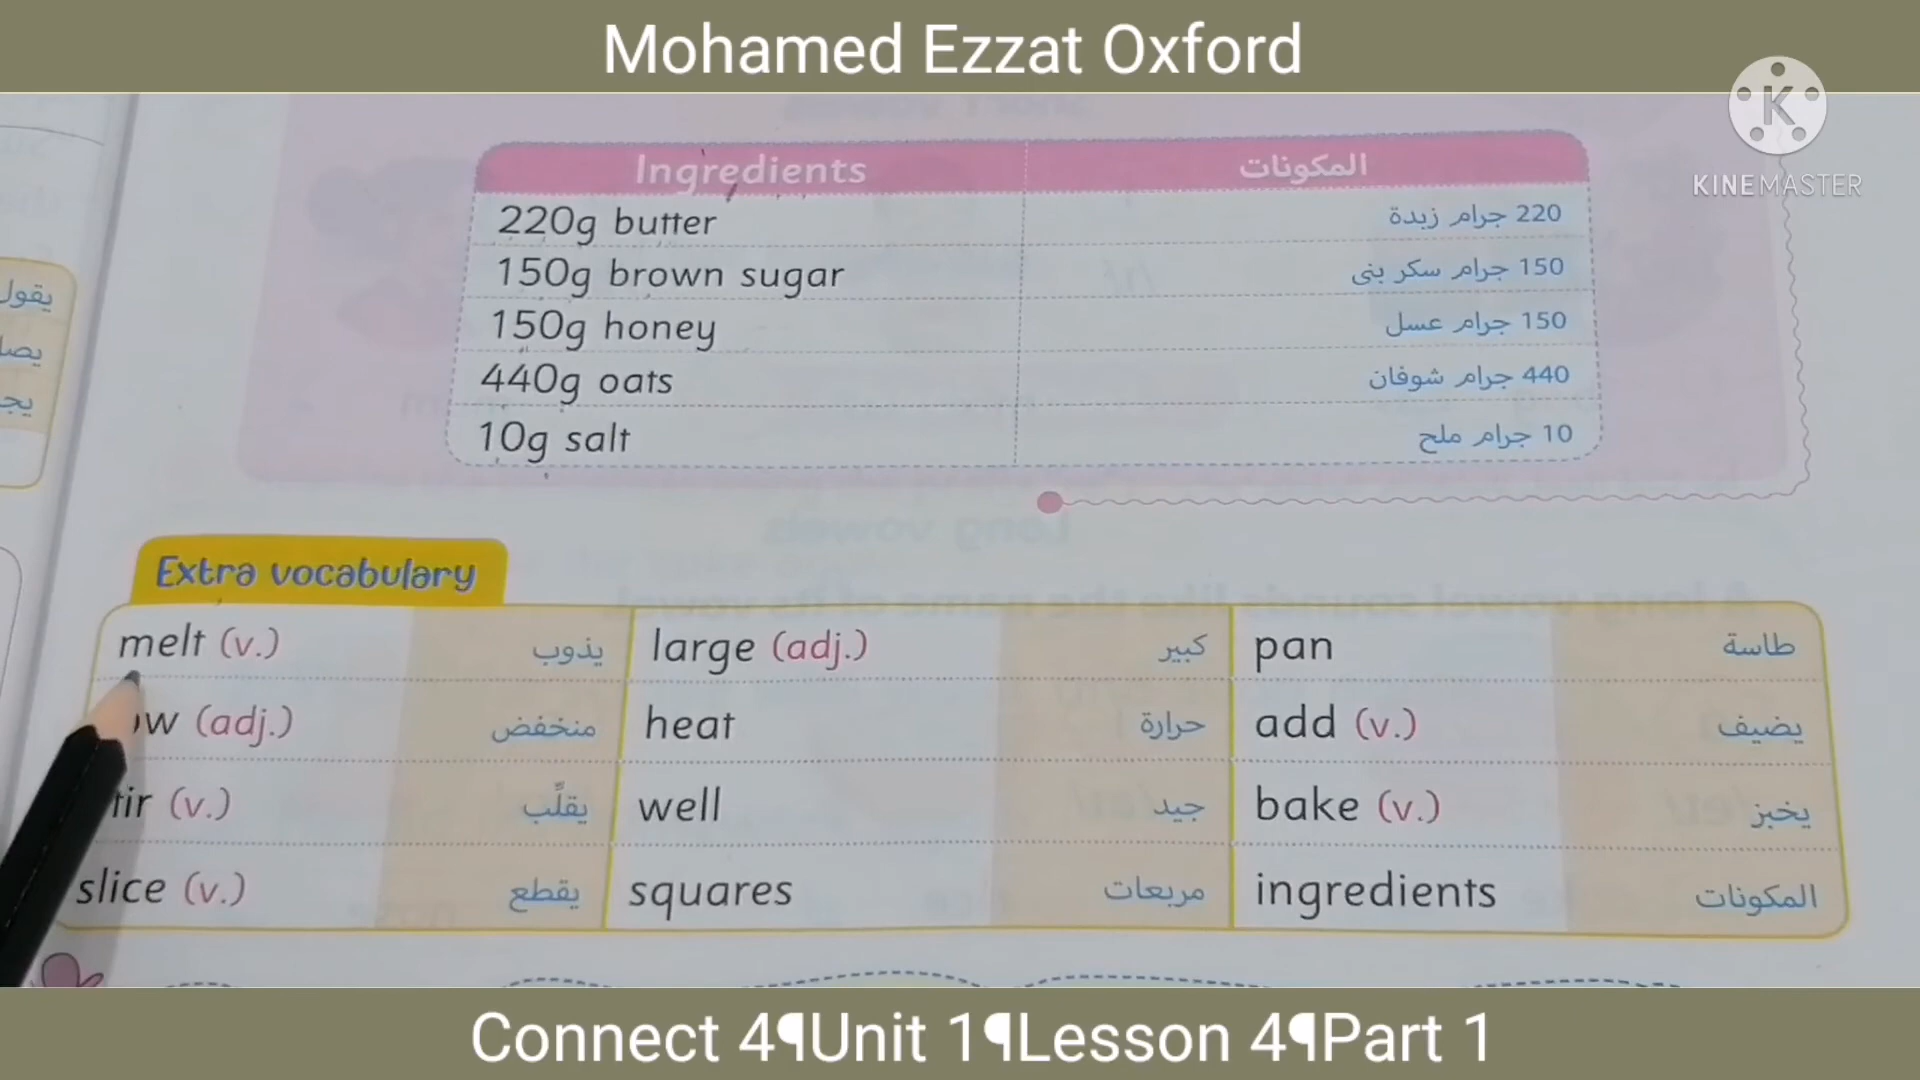 Mohamed Ezzat Oxford
KINEMASTER
Ingredients المكونات
220g butter 220 جرام زبدة
150g brown sugar 150 جرام سكر بنى
150g honey 150 جرام عسل
440g oats 440 جرام شوفان
10g salt 10 جرام ملح
يقول
Extra vocabulary
melt (v.) يذوب large (adj.) كبير pan طاسة
(adj.) منخفض heat حرارة add (v.) يضيف
(v.) يقلّب well جيد bake (v.) يخبز
slice (v.) يقطع squares مربعات ingredients المكونات
Connect 4¶Unit 1¶Lesson 4¶Part 1